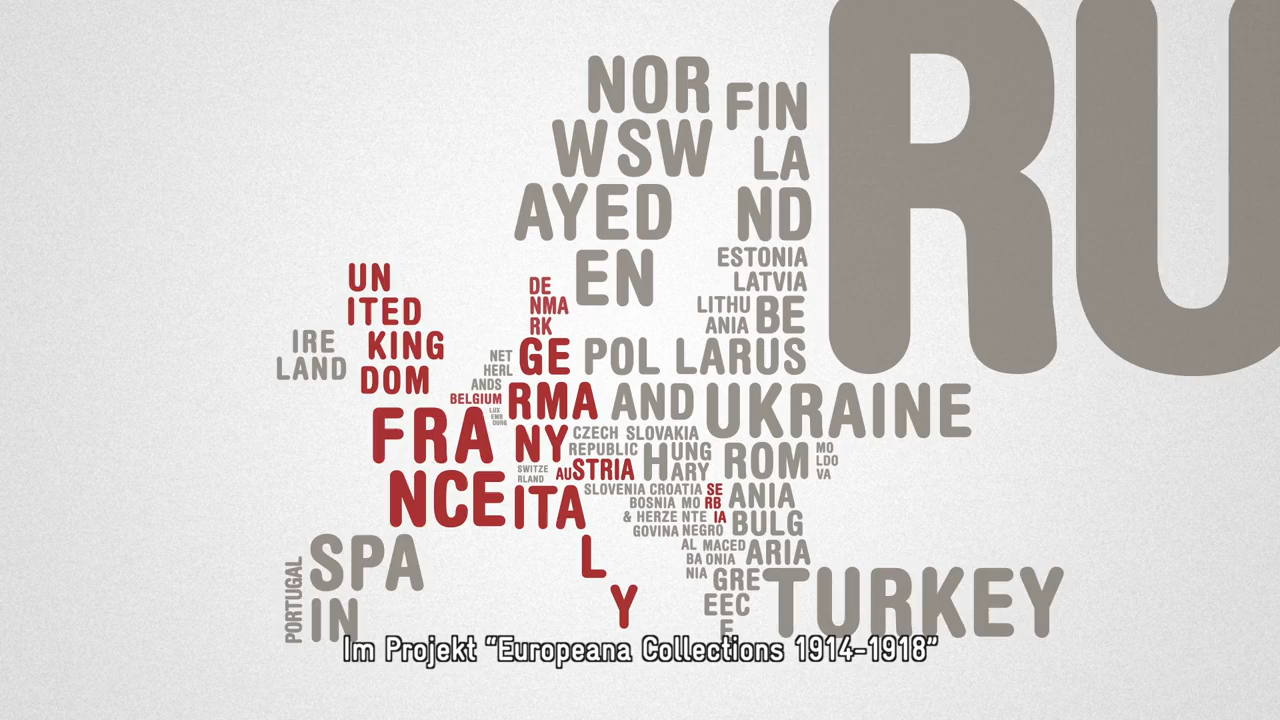 NOR
WSW
AYED
EN
FIN
LA
ND
RU
ESTONIA
LATVIA
LITHU
ANIA
BE
LARUS
UN
ITED
KING
DOM
IRE
LAND
DE
NMA
RK
NET
HERL
ANDS
BELGIUM
LUX
EMB
OURG
GE
RMA
NY
POL
AND
UKRAINE
FRA
NCE
CZECH
REPUBLIC
SLOVAKIA
HUNG
ARY
ROM
ANIA
MO
LDO
VA
SWITZE
RLAND
AUSTRIA
ITA
L
Y
SLOVENIA CROATIA
BOSNIA
& HERZE
GOVINA
MO
NTE
NEGRO
SE
RB
IA
BULG
ARIA
AL
BA
NIA
MACED
ONIA
GRE
EEC
E
TURKEY
SPA
IN
PORTUGAL
Im Projekt "Europeana Collections 1914-1918"